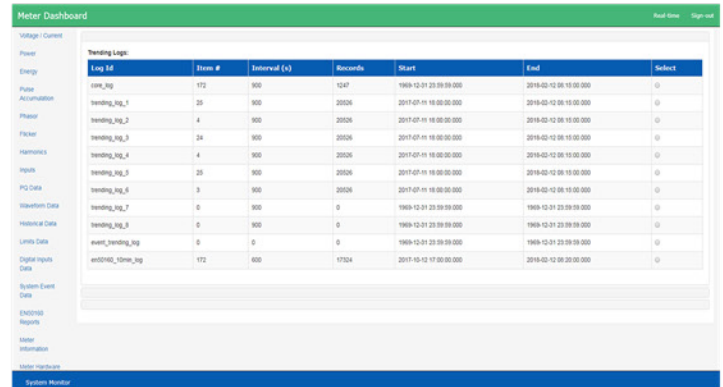 Meter Dashboard
Real-time Sign out
Voltage / Current
Power
Energy
Pulse
Accumulation
Phasor
Flicker
Harmonics
Inputs
PQ Data
Waveform Data
Historical Data
Limits Data
Digital Inputs
Data
System Event
Data
EN50160
Reports
Meter
Information
Meter Hardware
Trending Logs:
Log Id Item # Interval (s) Records Start End Select
core_log 172 900 1247 1969-12-31 23:59:59.000 2018-02-12 08:15:00.000
trending_log_1 25 900 20526 2017-07-11 16:00:00.000 2018-02-12 08:15:00.000
trending_log_2 4 900 20526 2017-07-11 16:00:00.000 2018-02-12 08:15:00.000
trending_log_3 24 900 20526 2017-07-11 16:00:00.000 2018-02-12 08:15:00.000
trending_log_4 4 900 20526 2017-07-11 16:00:00.000 2018-02-12 08:15:00.000
trending_log_5 25 900 20526 2017-07-11 16:00:00.000 2018-02-12 08:15:00.000
trending_log_6 3 900 20526 2017-07-11 16:00:00.000 2018-02-12 08:15:00.000
trending_log_7 0 900 0 1969-12-31 23:59:59.000 1969-12-31 23:59:59.000
trending_log_8 0 900 0 1969-12-31 23:59:59.000 1969-12-31 23:59:59.000
event_trending_log 0 0 0 1969-12-31 23:59:59.000 1969-12-31 23:59:59.000
en50160_10min_log 172 600 17324 2017-10-12 17:00:00.000 2018-02-12 08:20:00.000
System Monitor